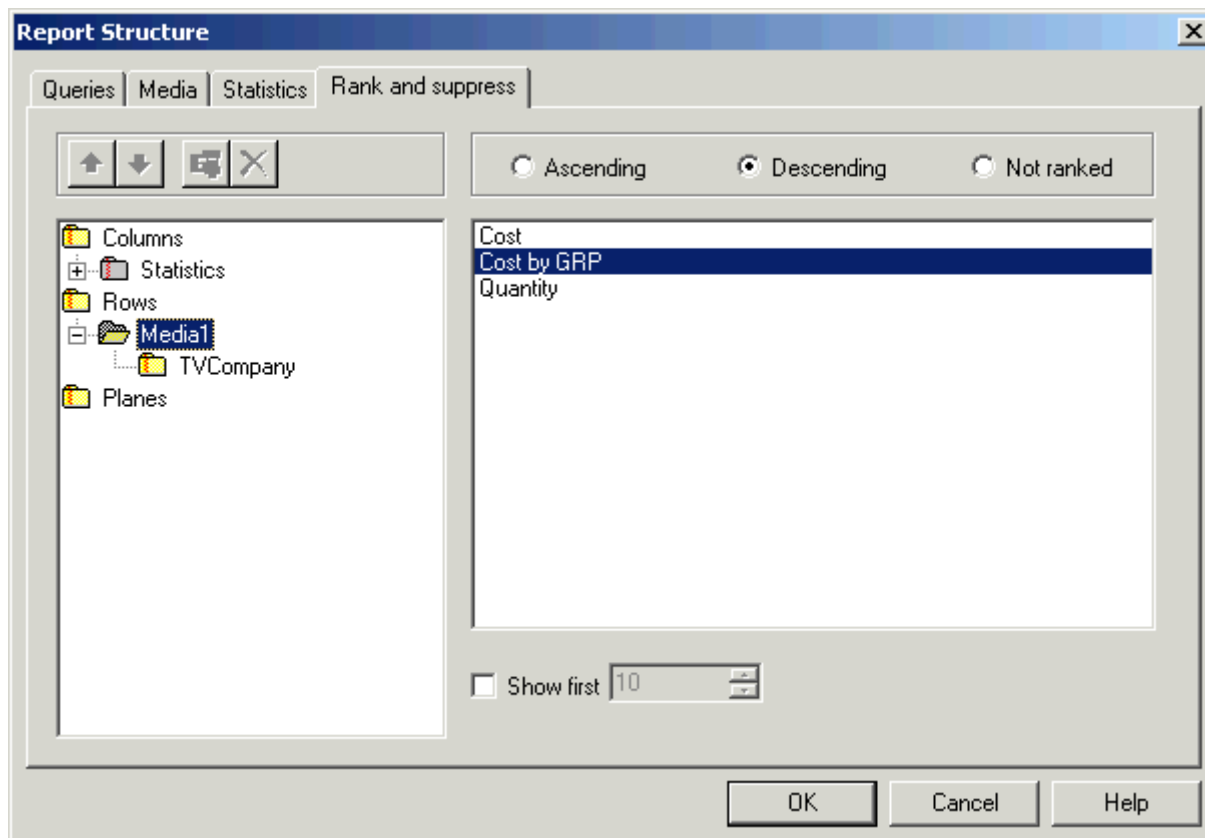 Report Structure
Queries Media Statistics Rank and suppress
Ascending Descending Not ranked
Columns
Statistics
Rows
Media1
TVCompany
Planes
Cost
Cost by GRP
Quantity
Show first 10
OK Cancel Help